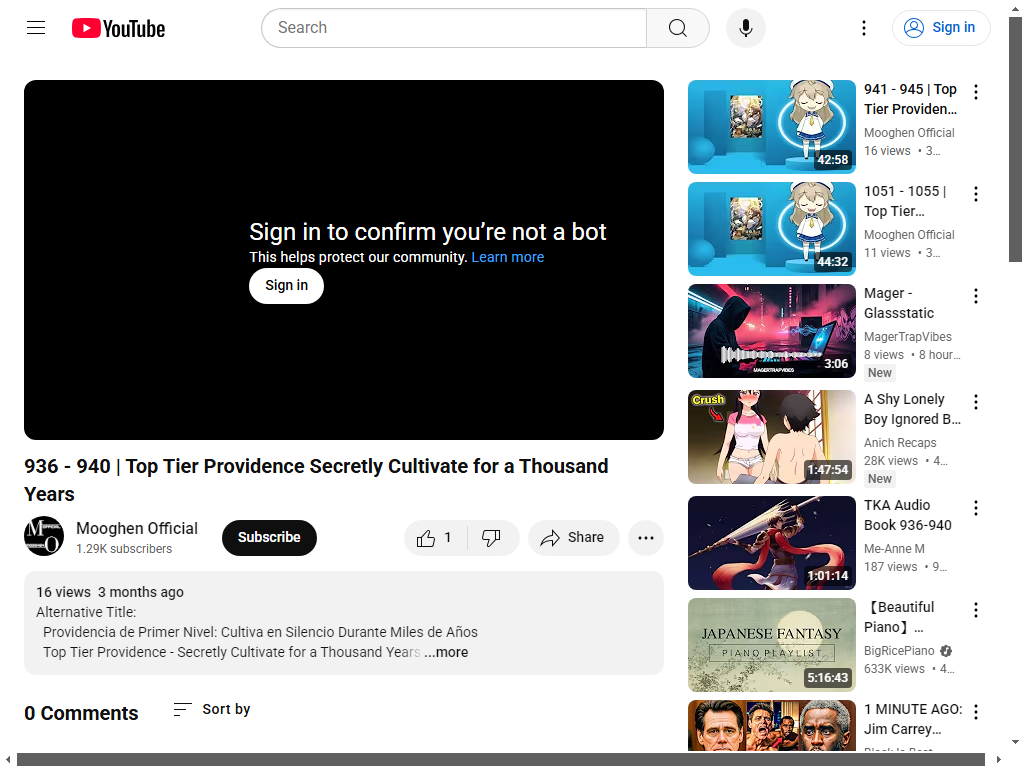 YouTube
Search
Sign in
Sign in to confirm you’re not a bot
This helps protect our community. Learn more
Sign in
936 - 940 | Top Tier Providence Secretly Cultivate for a Thousand
Years
Mooghen Official
1.29K subscribers
Subscribe
1
Share
16 views 3 months ago
Alternative Title:
Providencia de Primer Nivel: Cultiva en Silencio Durante Miles de Años
Top Tier Providence - Secretly Cultivate for a Thousand Years ...more
0 Comments
Sort by
42:58
941 - 945 | Top
Tier Providen...
Mooghen Official
16 views • 3...
44:32
1051 - 1055 |
Top Tier...
Mooghen Official
11 views • 3...
MAGERTRAPVIBES
3:06
Mager -
Glassstatic
MagerTrapVibes
8 views • 8 hour...
New
Crush
1:47:54
A Shy Lonely
Boy Ignored B...
Anich Recaps
28K views • 4...
New
1:01:14
TKA Audio
Book 936-940
Me-Anne M
187 views • 9...
JAPANESE FANTASY
PIANO PLAYLIST
5:16:43
【Beautiful
Piano】...
BigRicePiano
633K views • 4...
1 MINUTE AGO:
Jim Carrey...